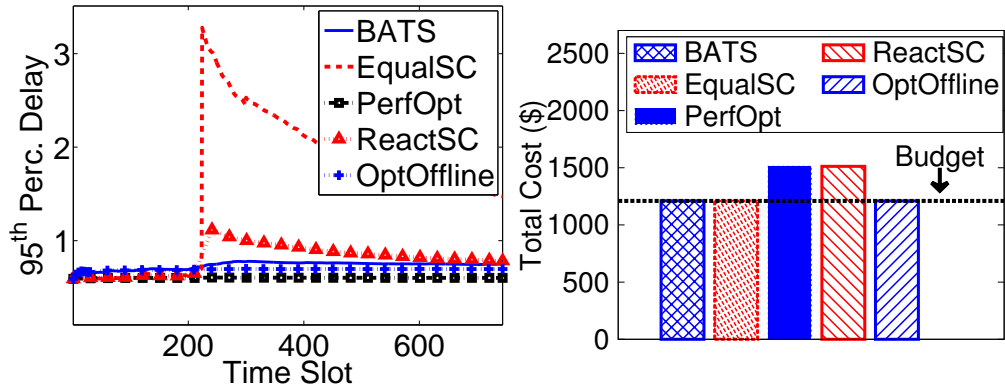 95th Perc. Delay
3
2
1
200
400
600
Time Slot
BATS
EqualSC
PerfOpt
ReactSC
OptOffline
Total Cost ($)
2500
2000
1500
1000
500
0
BATS
EqualSC
PerfOpt
ReactSC
OptOffline
Budget